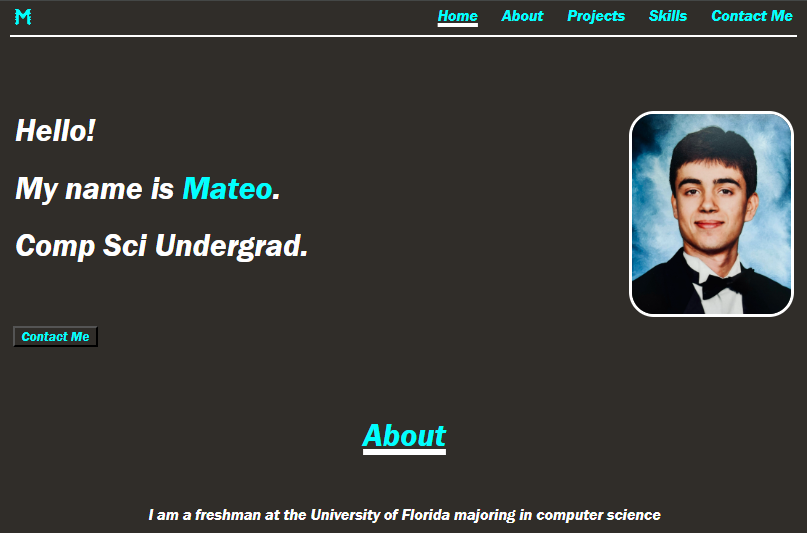 M
Home About Projects Skills Contact Me
Hello!
My name is Mateo.
Comp Sci Undergrad.
Contact Me
About
I am a freshman at the University of Florida majoring in computer science